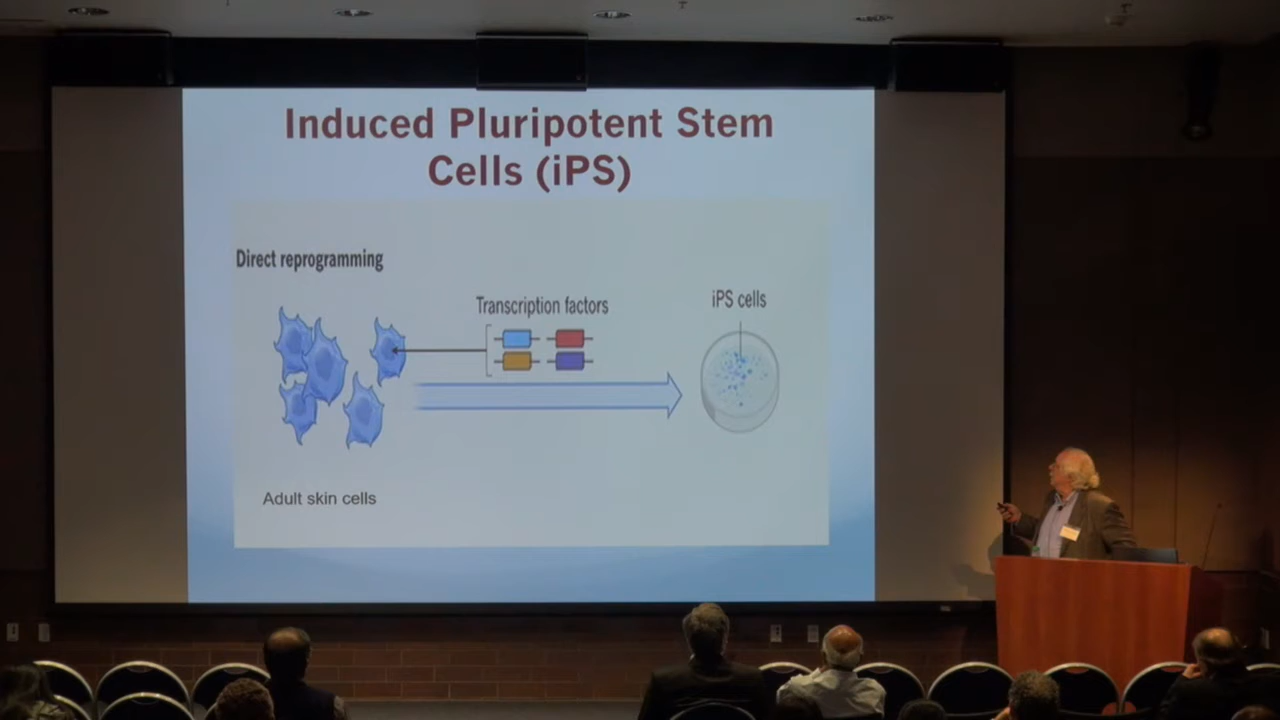 Induced Pluripotent Stem
Cells (iPS)
Direct reprogramming
Transcription factors
iPS cells
Adult skin cells